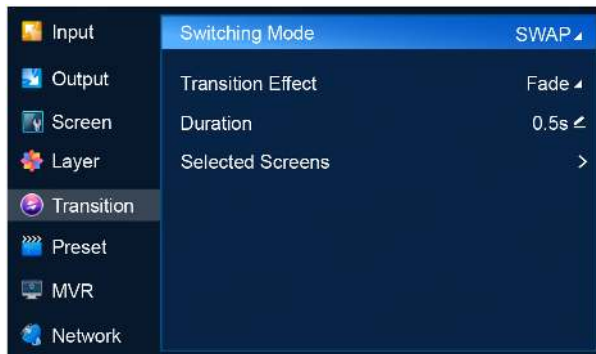 Input
Output
Screen
Layer
Transition
Preset
MVR
Network
Switching Mode SWAP
Transition Effect Fade
Duration 0.5s
Selected Screens >